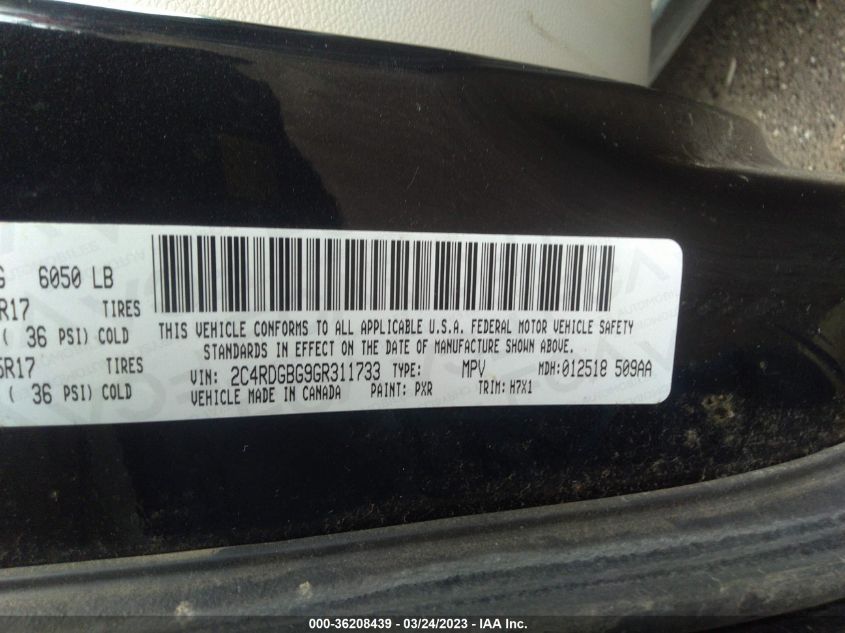 G 6050 LB
R17 TIRES
( 36 PSI) COLD
5R17 TIRES
( 36 PSI) COLD
THIS VEHICLE CONFORMS TO ALL APPLICABLE U.S.A. FEDERAL MOTOR VEHICLE SAFETY
STANDARDS IN EFFECT ON THE DATE OF MANUFACTURE SHOWN ABOVE.
VIN: 2C4RDGBG9GR311733 TYPE: MPV MDH:012518 509AA
VEHICLE MADE IN CANADA PAINT: PXR TRIM: H7X1
000-36208439 - 03/24/2023 - IAA Inc.